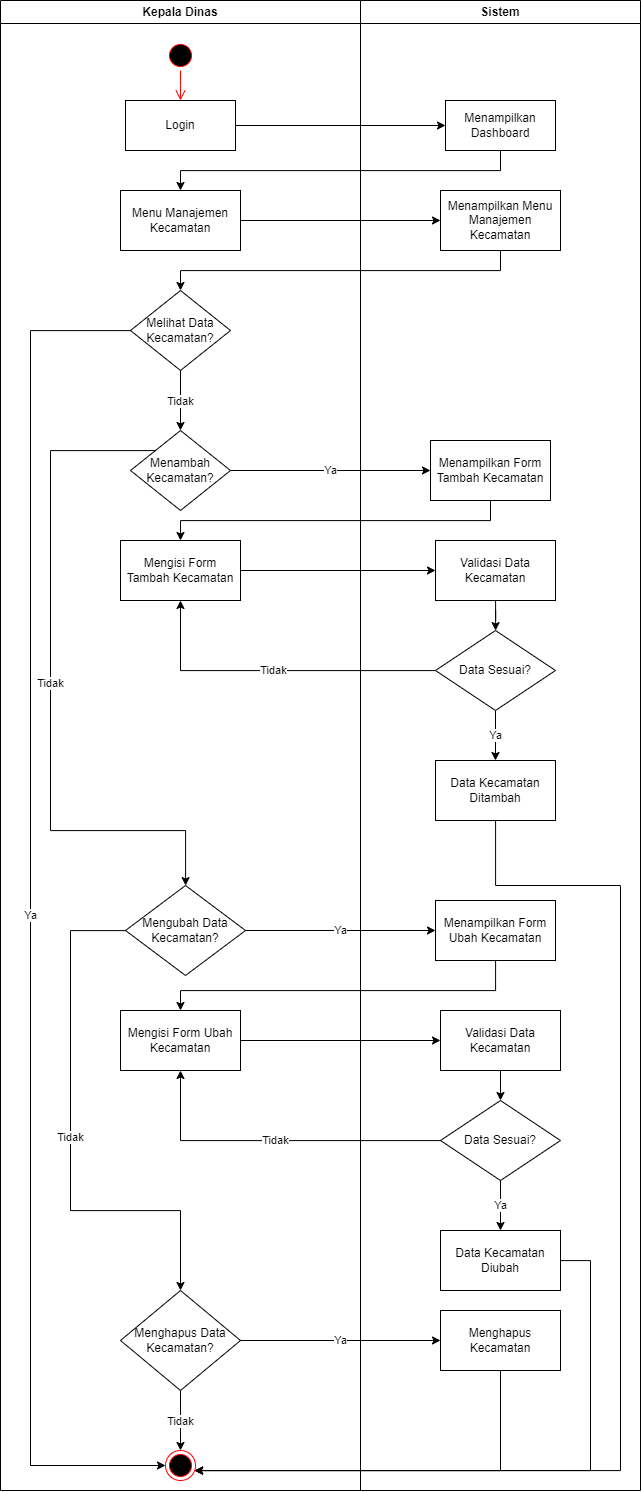 Kepala Dinas
Sistem
Login
Menampilkan
Dashboard
Menu Manajemen
Kecamatan
Menampilkan Menu
Manajemen
Kecamatan
Melihat Data
Kecamatan?
Tidak
Menambah
Kecamatan?
Ya
Menampilkan Form
Tambah Kecamatan
Mengisi Form
Tambah Kecamatan
Validasi Data
Kecamatan
Tidak
Data Sesuai?
Tidak
Ya
Data Kecamatan
Ditambah
Ya
Mengubah Data
Kecamatan?
Ya
Menampilkan Form
Ubah Kecamatan
Mengisi Form Ubah
Kecamatan
Validasi Data
Kecamatan
Tidak
Tidak
Data Sesuai?
Ya
Data Kecamatan
Diubah
Menghapus Data
Kecamatan?
Ya
Menghapus
Kecamatan
Tidak